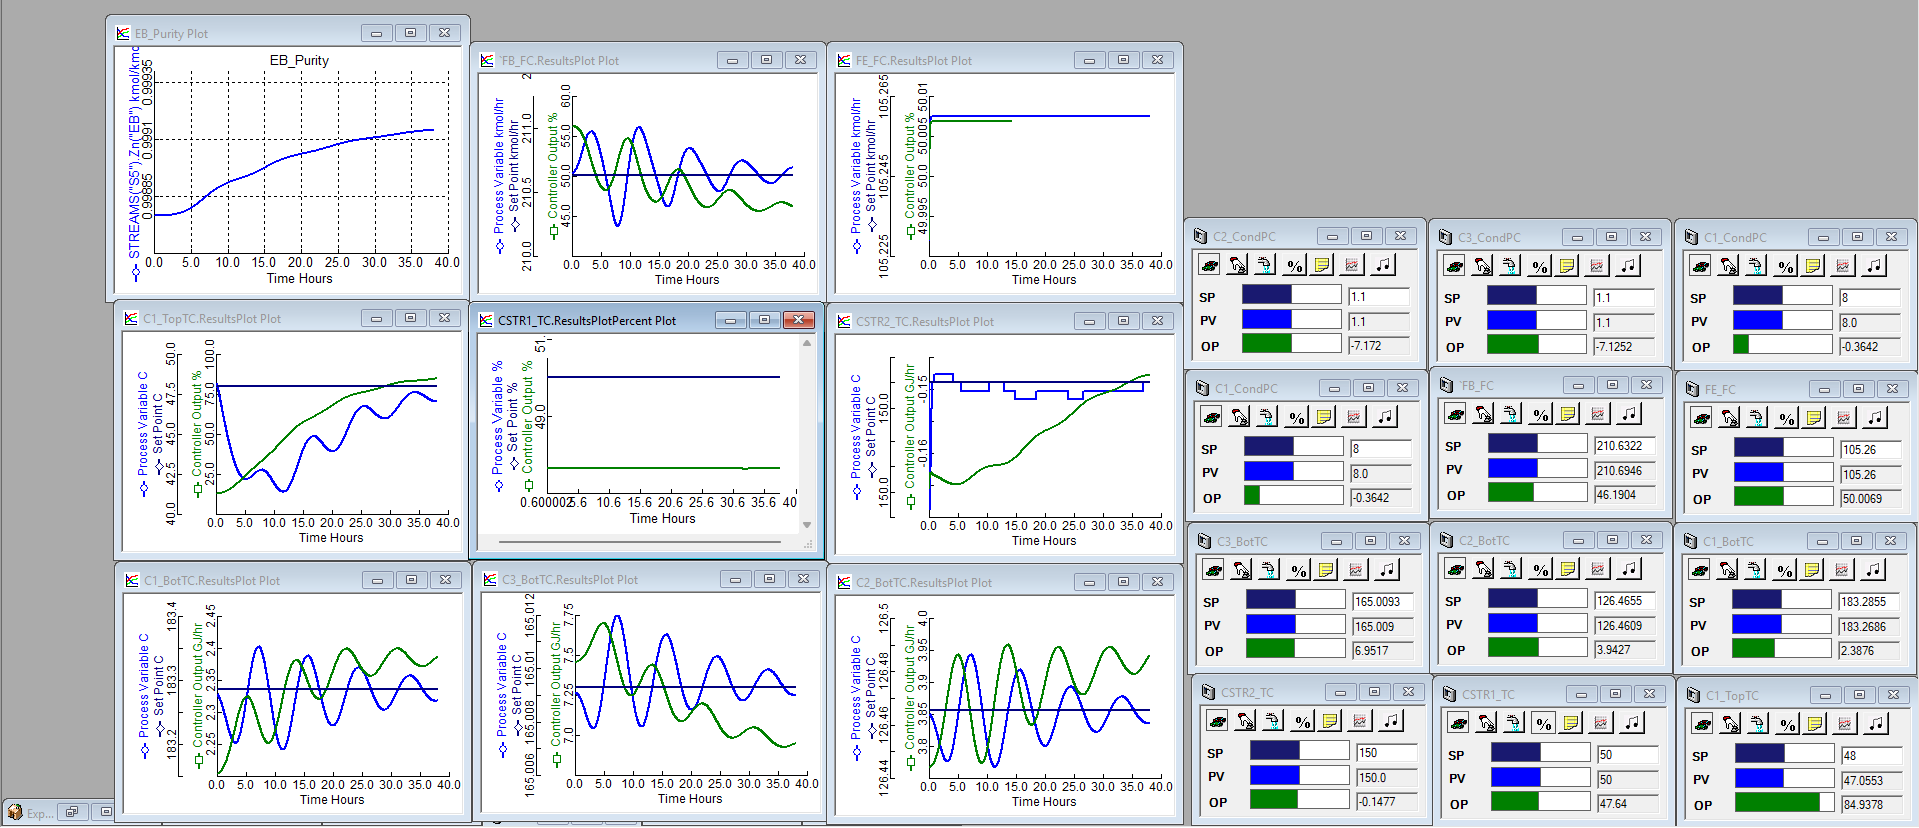 EB_Purity Plot
EB_Purity
STREAMS("S5").Zn("EB") kmol/kmo
0.99935
0.9991
0.99885
0.0 5.0 10.0 15.0 20.0 25.0 30.0 35.0 40.0
Time Hours
'FB_FC.ResultsPlot Plot
Process Variable kmol/hr
Set Point kmol/hr
Controller Output %
2
211.0
210.5
210.0
60.0
55.0
50.0
45.0
0.0 5.0 10.0 15.0 20.0 25.0 30.0 35.0 40.0
Time Hours
FE_FC.ResultsPlot Plot
Process Variable kmol/hr
Set Point kmol/hr
Controller Output %
105.265
105.245
105.225
50.01
50.005
50.0
49.995
0.0 5.0 10.0 15.0 20.0 25.0 30.0 35.0 40.0
Time Hours
C1_TopTC.ResultsPlot Plot
Process Variable C
Set Point C
Controller Output %
50.0
47.5
45.0
42.5
40.0
100.0
75.0
50.0
25.0
0.0 5.0 10.0 15.0 20.0 25.0 30.0 35.0 40.0
Time Hours
CSTR1_TC.ResultsPlotPercent Plot
Process Variable %
Set Point %
Controller Output %
51.
49.0
0.600002 5.6 10.6 15.6 20.6 25.6 30.6 35.6 40.
Time Hours
CSTR2_TC.ResultsPlot Plot
Process Variable C
Set Point C
Controller Output GJ/hr
150.0
150.0
-0.15
-0.16
0.0 5.0 10.0 15.0 20.0 25.0 30.0 35.0 40.0
Time Hours
C1_BotTC.ResultsPlot Plot
Process Variable C
Set Point C
Controller Output GJ/hr
183.4
183.3
183.2
2.45
2.4
2.35
2.3
2.25
0.0 5.0 10.0 15.0 20.0 25.0 30.0 35.0 40.0
Time Hours
C3_BotTC.ResultsPlot Plot
Process Variable C
Set Point C
Controller Output GJ/hr
165.012
165.01
165.008
165.006
7.75
7.5
7.25
7.0
0.0 5.0 10.0 15.0 20.0 25.0 30.0 35.0 40.0
Time Hours
C2_BotTC.ResultsPlot Plot
Process Variable C
Set Point C
Controller Output GJ/hr
126.5
126.48
126.46
126.44
4.0
3.95
3.9
3.85
3.8
0.0 5.0 10.0 15.0 20.0 25.0 30.0 35.0 40.0
Time Hours
C2_CondPC
%
SP 1.1
PV 1.1
OP -7.172
C3_CondPC
%
SP 1.1
PV 1.1
OP -7.1252
C1_CondPC
%
SP 8
PV 8.0
OP -0.3642
C1_CondPC
%
SP 8
PV 8.0
OP -0.3642
'FB_FC
%
SP 210.6322
PV 210.6946
OP 46.1904
FE_FC
%
SP 105.26
PV 105.26
OP 50.0069
C3_BotTC
%
SP 165.0093
PV 165.009
OP 6.9517
C2_BotTC
%
SP 126.4655
PV 126.4609
OP 3.9427
C1_BotTC
%
SP 183.2855
PV 183.2686
OP 2.3876
CSTR2_TC
%
SP 150
PV 150.0
OP -0.1477
CSTR1_TC
%
SP 50
PV 50
OP 47.64
C1_TopTC
%
SP 48
PV 47.0553
OP 84.9378
Exp...